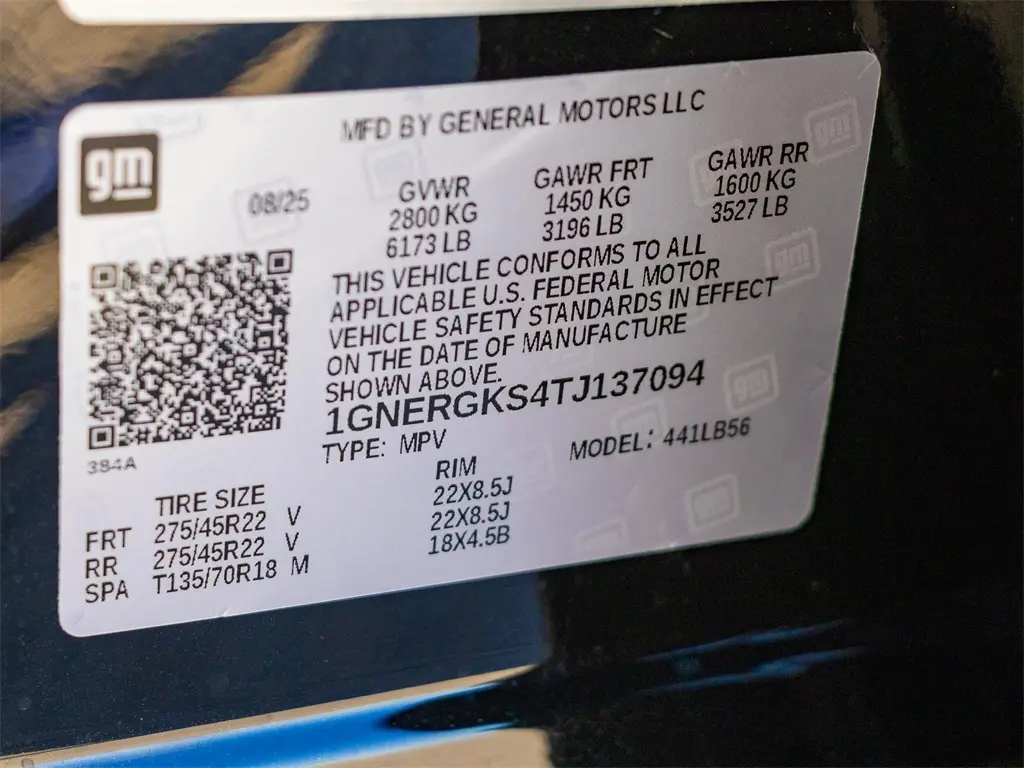 MFD BY GENERAL MOTORS LLC
gm
08/25
GVWR
2800 KG
6173 LB
GAWR FRT
1450 KG
3196 LB
GAWR RR
1600 KG
3527 LB
THIS VEHICLE CONFORMS TO ALL
APPLICABLE U.S. FEDERAL MOTOR
VEHICLE SAFETY STANDARDS IN EFFECT
ON THE DATE OF MANUFACTURE
SHOWN ABOVE.
1GNERGKS4TJ137094
TYPE: MPV MODEL: 441LB56
384A
TIRE SIZE RIM
FRT 275/45R22 V 22X8.5J
RR 275/45R22 V 22X8.5J
SPA T135/70R18 M 18X4.5B